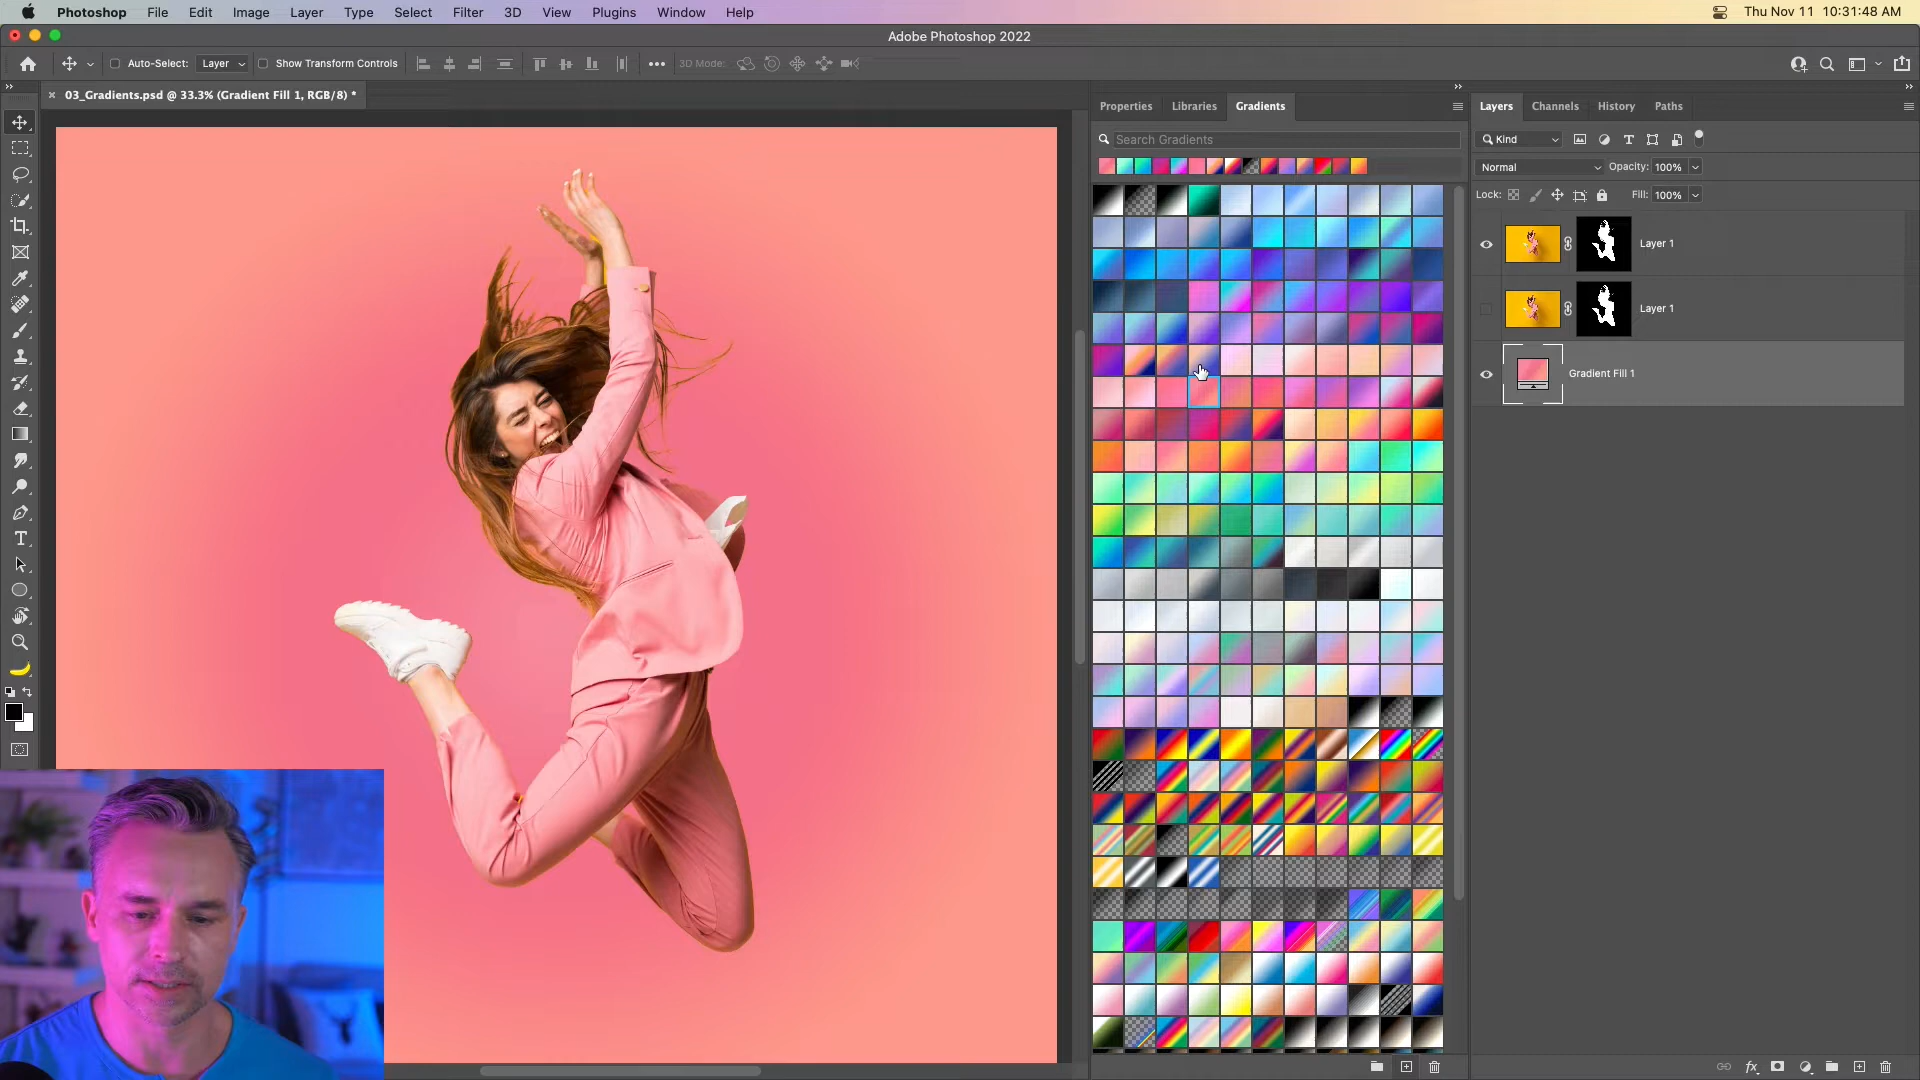 Photoshop File Edit Image Layer Type Select Filter 3D View Plugins Window Help Thu Nov 11 10:31:48 AM
Adobe Photoshop 2022
Auto-Select: Layer Show Transform Controls 3D Mode:
03_Gradients.psd @ 33.3% (Gradient Fill 1, RGB/8) *
Properties Libraries Gradients
Layers Channels History Paths
Search Gradients
Kind
Normal Opacity: 100%
Lock: Fill: 100%
Layer 1
Layer 1
Gradient Fill 1